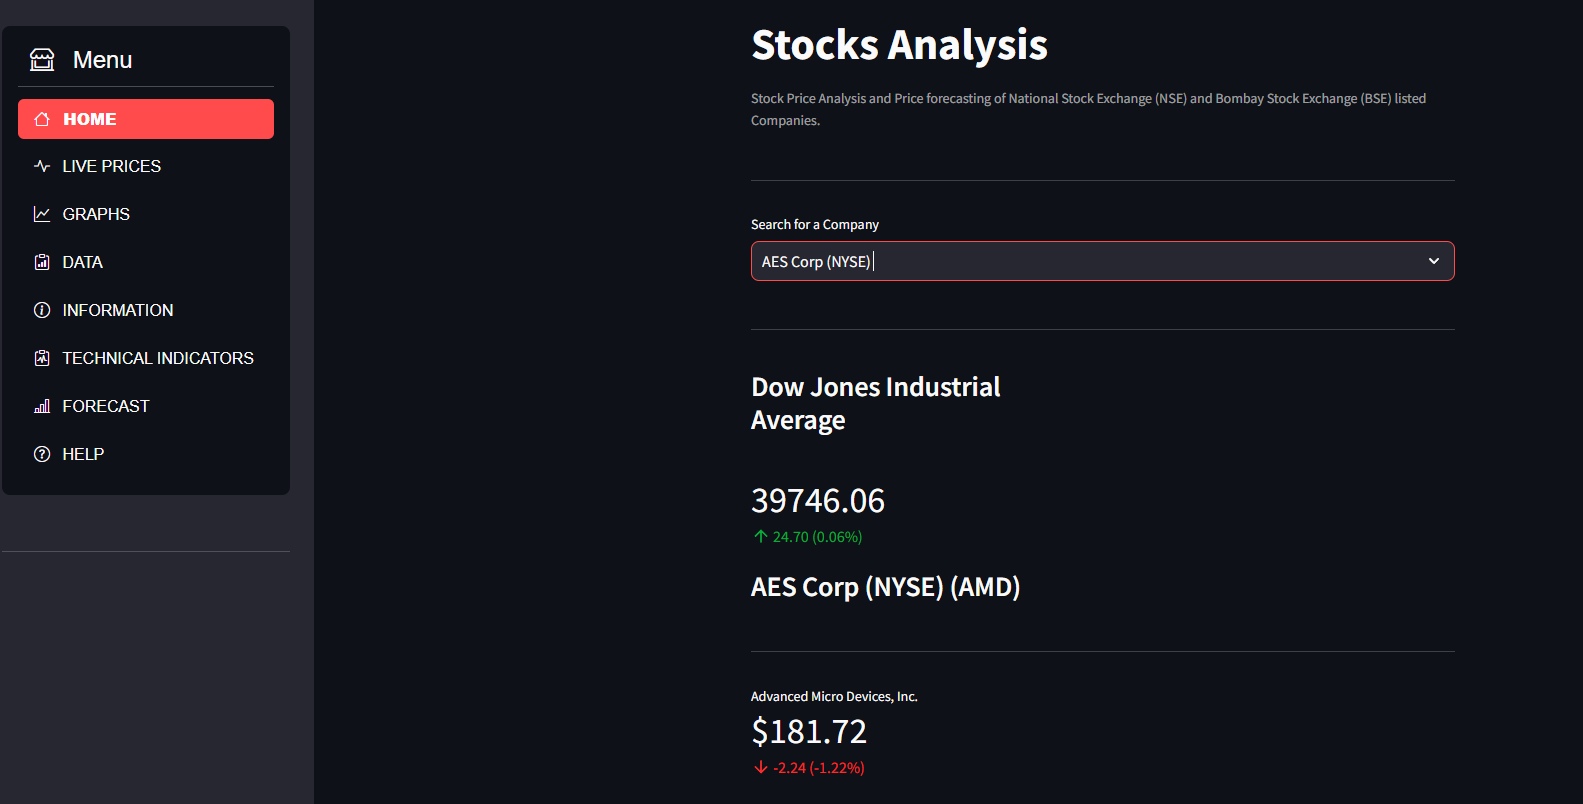 Menu
HOME
LIVE PRICES
GRAPHS
DATA
INFORMATION
TECHNICAL INDICATORS
FORECAST
HELP
Stocks Analysis
Stock Price Analysis and Price forecasting of National Stock Exchange (NSE) and Bombay Stock Exchange (BSE) listed
Companies.
Search for a Company
AES Corp (NYSE)
Dow Jones Industrial
Average
39746.06
24.70 (0.06%)
AES Corp (NYSE) (AMD)
Advanced Micro Devices, Inc.
$181.72
-2.24 (-1.22%)